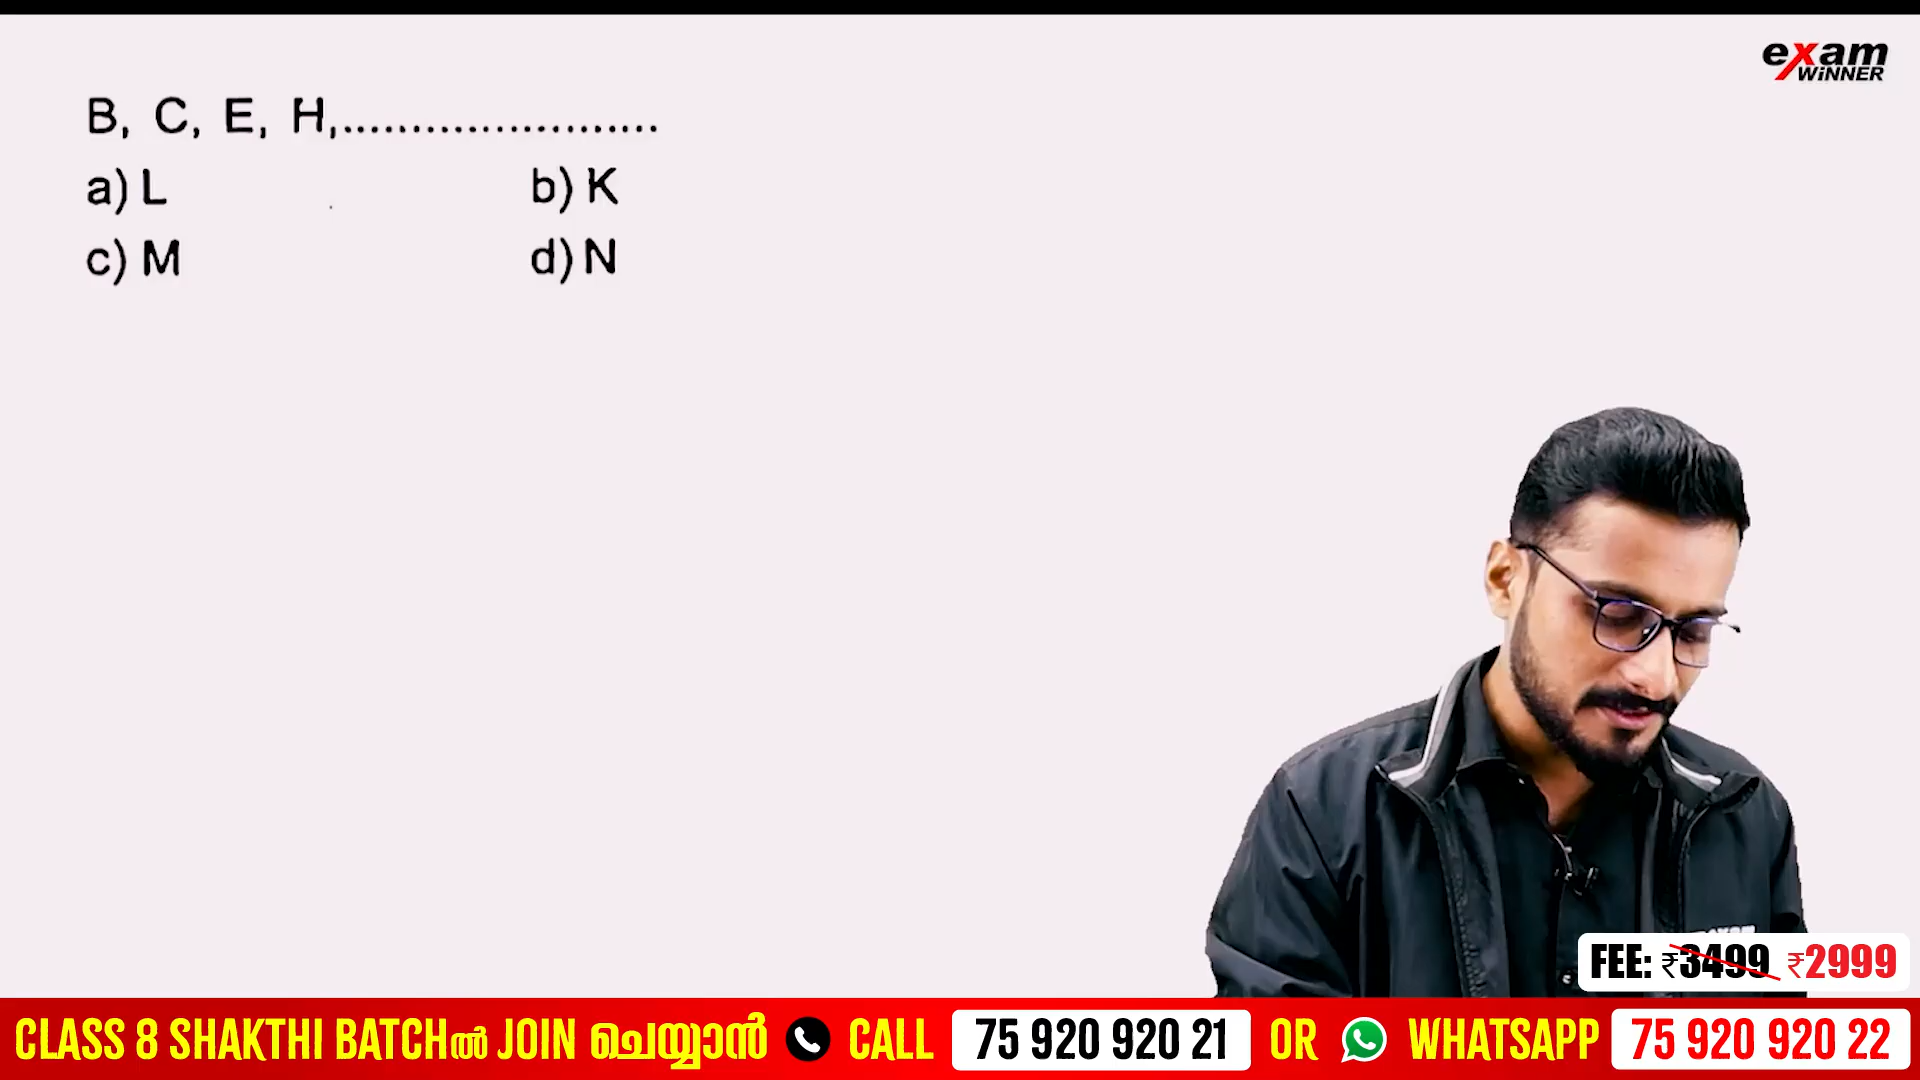 exam
WiNNER
B, C, E, H,.......................
a) L b) K
c) M d) N
FEE: ₹3499 ₹2999
CLASS 8 SHAKTHI BATCHൽ JOIN ചെയ്യാൻ CALL 75 920 920 21 OR WHATSAPP 75 920 920 22